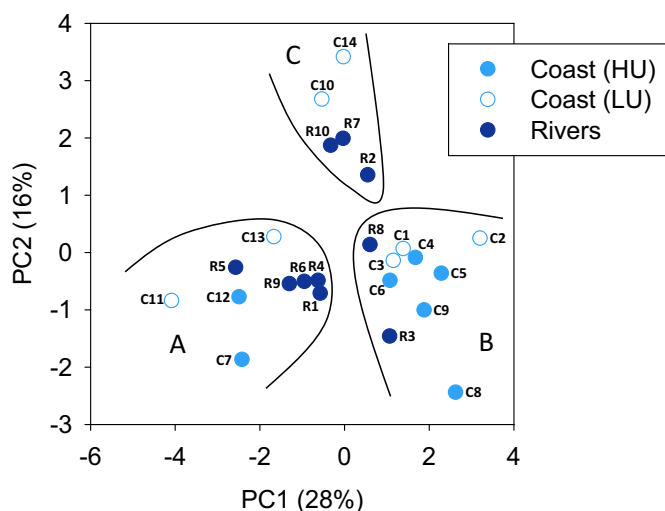 4
3
2
1
0
-1
-2
-3
-6
-4
-2
0
2
4
PC2 (16%)
PC1 (28%)
Coast (HU)
Coast (LU)
Rivers
C
C14
C10
R10
R7
R2
C13
R5
C11
C12
R9
R6
R4
R1
A
C7
R8
C1
C4
C2
C3
C6
C5
C9
R3
B
C8